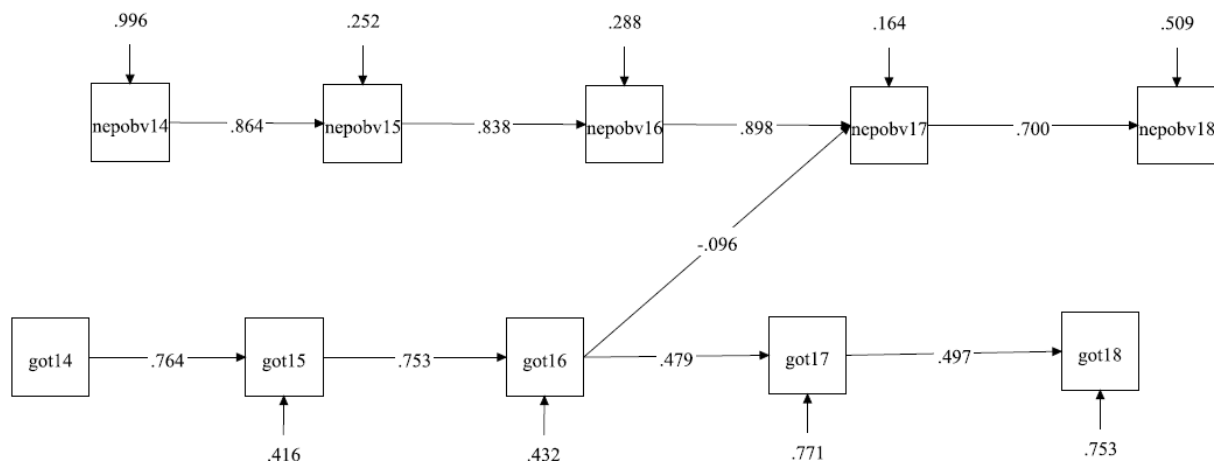 .996 .252 .288 .164 .509
nepobv14 .864 nepobv15 .838 nepobv16 .898 nepobv17 .700 nepobv18
-.096
got14 .764 got15 .753 got16 .479 got17 .497 got18
.416 .432 .771 .753